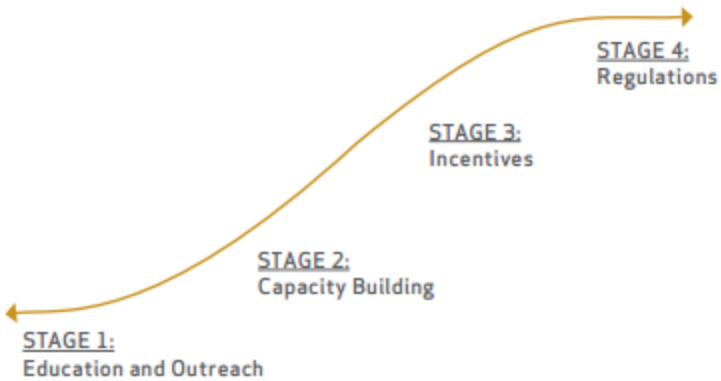 STAGE 4:
Regulations
STAGE 3:
Incentives
STAGE 2:
Capacity Building
STAGE 1:
Education and Outreach